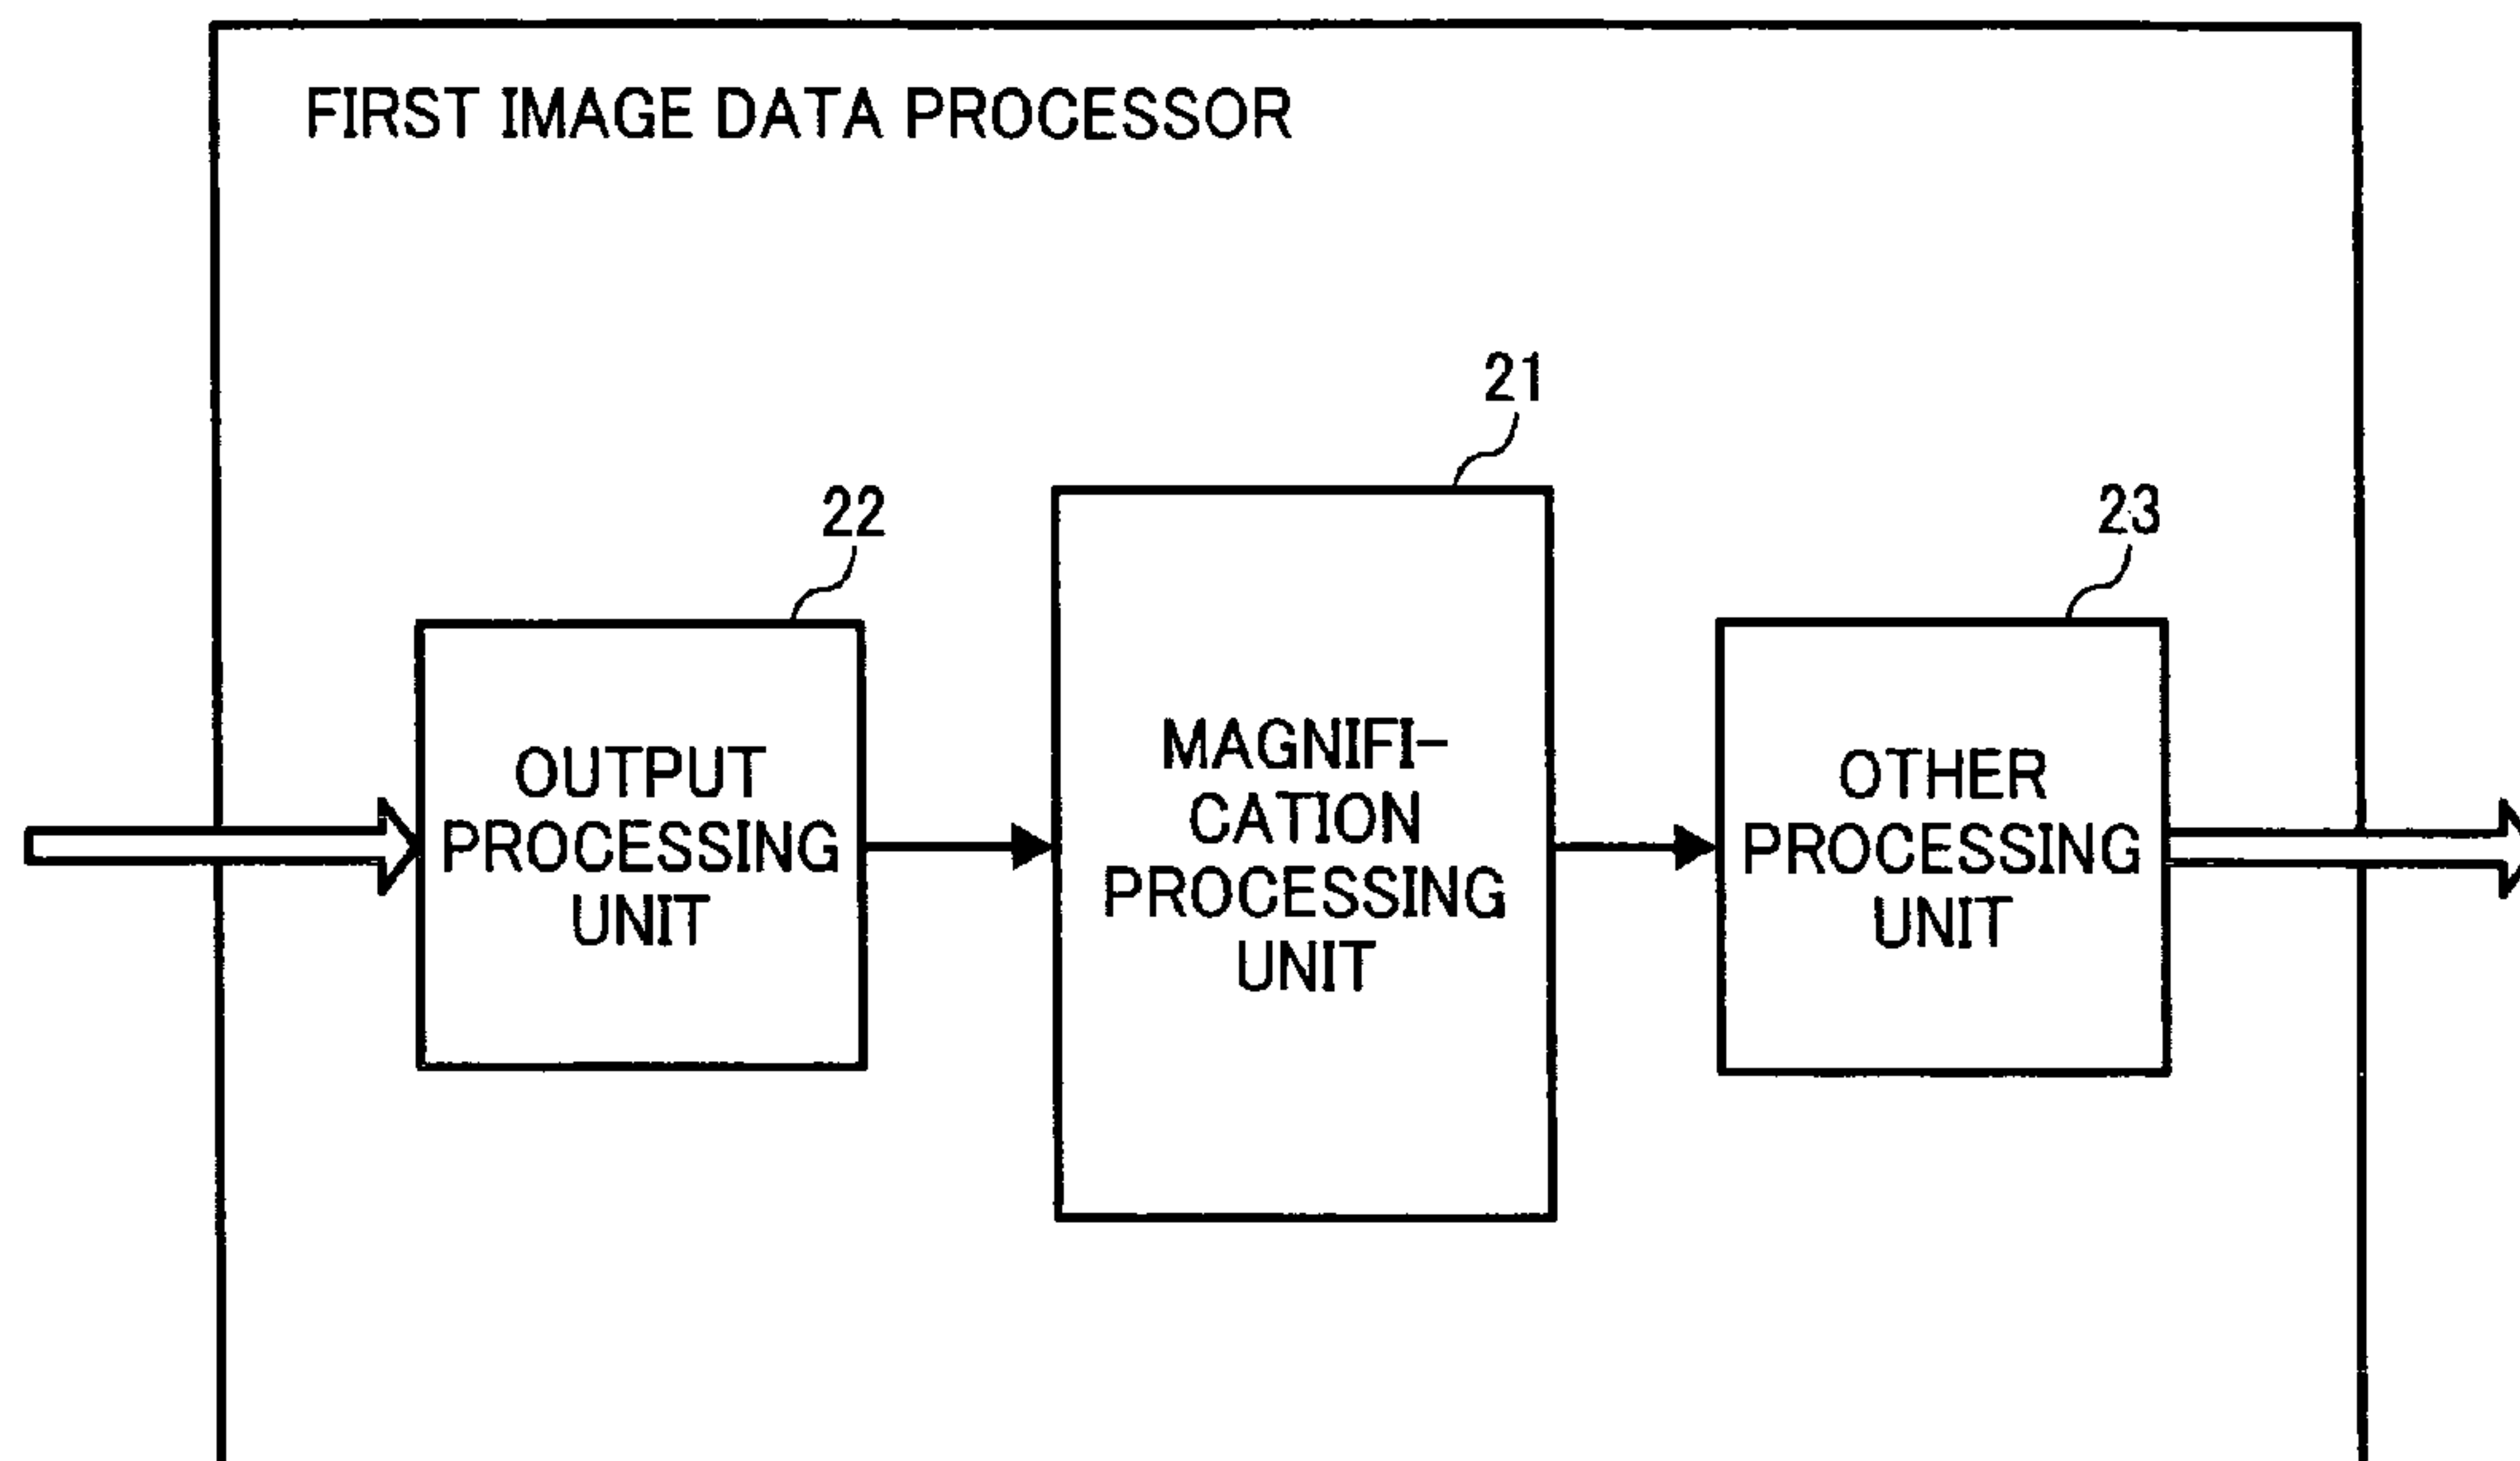 FIRST IMAGE DATA PROCESSOR
21
22
23
OUTPUT
PROCESSING
UNIT
MAGNIFI-
CATION
PROCESSING
UNIT
OTHER
PROCESSING
UNIT